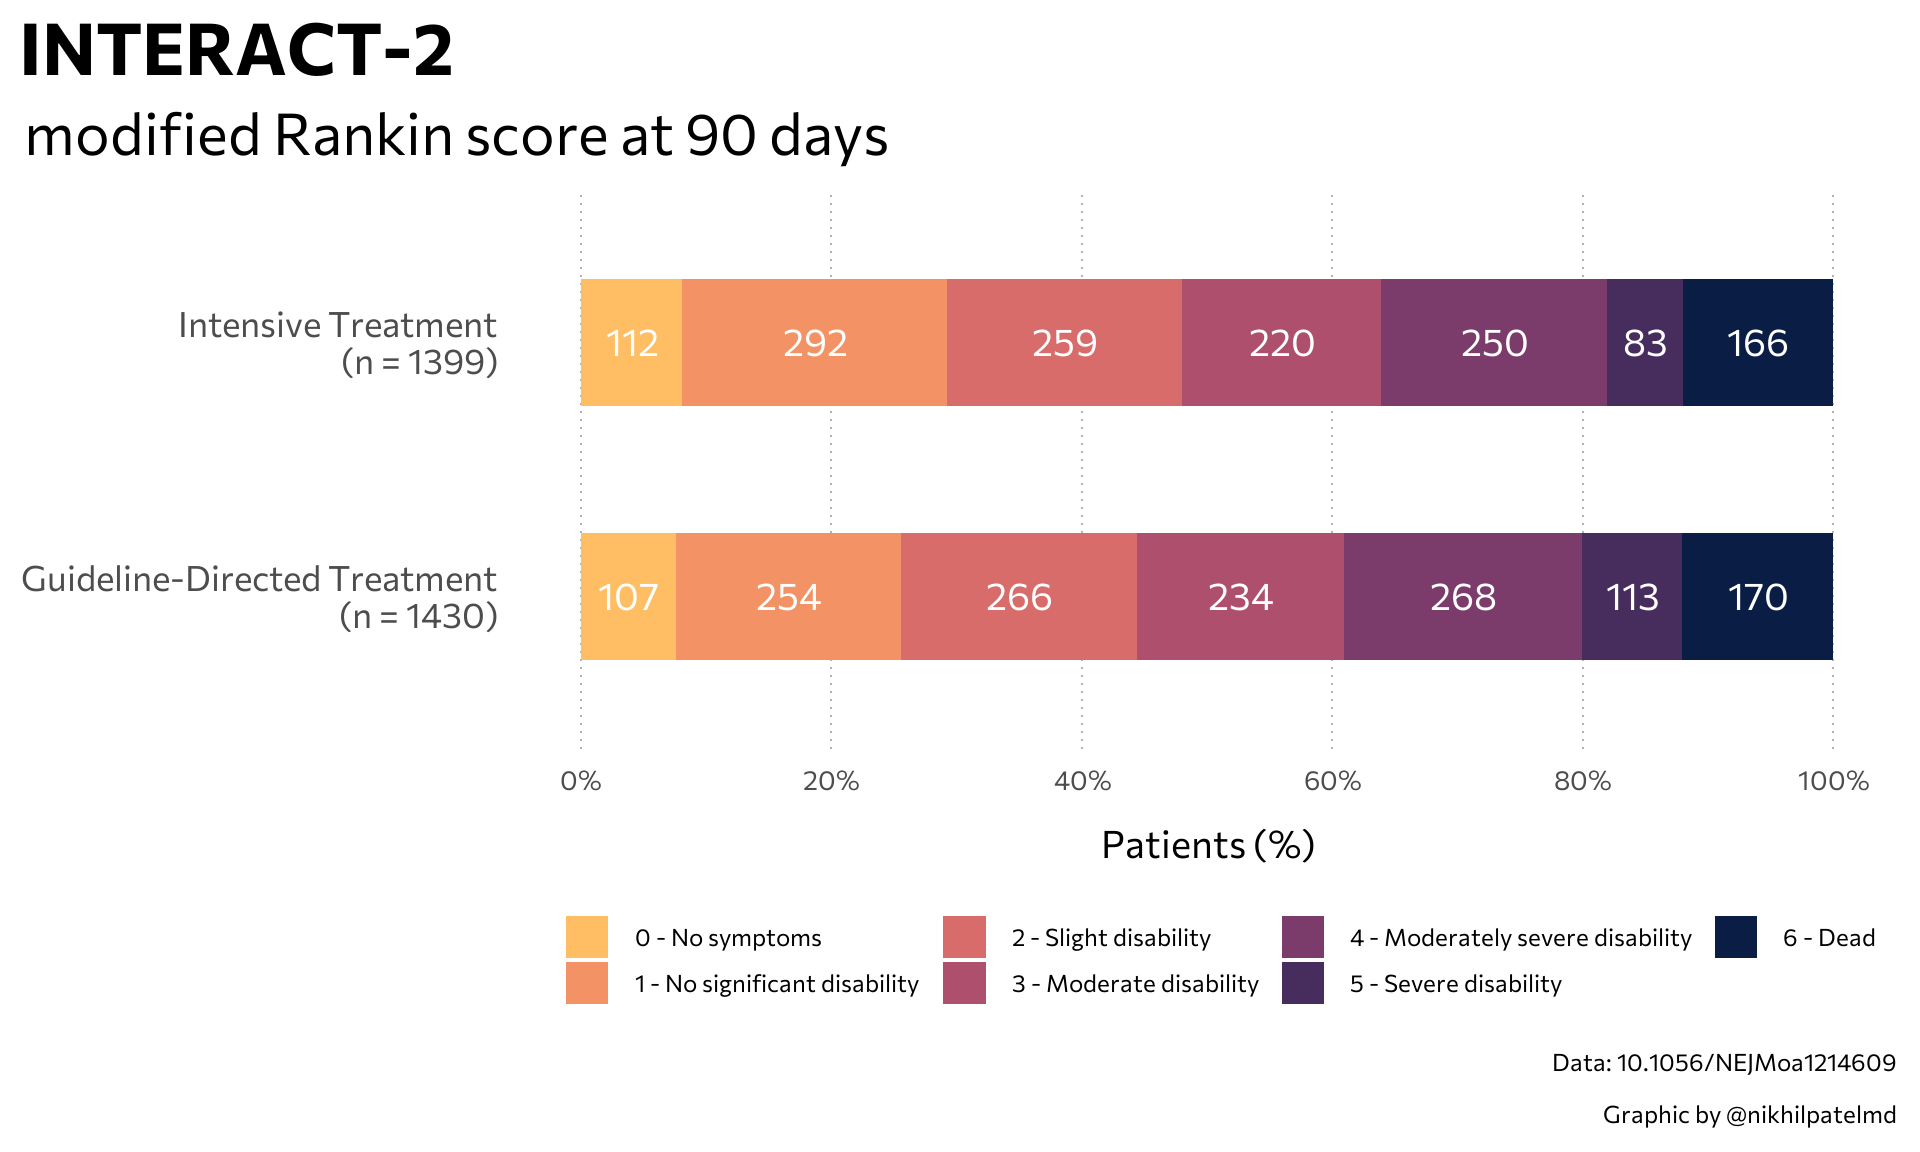 INTERACT-2
modified Rankin score at 90 days
Intensive Treatment
(n = 1399)
112 292 259 220 250 83 166
Guideline-Directed Treatment
(n = 1430)
107 254 266 234 268 113 170
0% 20% 40% 60% 80% 100%
Patients (%)
0 - No symptoms 2 - Slight disability 4 - Moderately severe disability 6 - Dead
1 - No significant disability 3 - Moderate disability 5 - Severe disability
Data: 10.1056/NEJMoa1214609
Graphic by @nikhilpatelmd